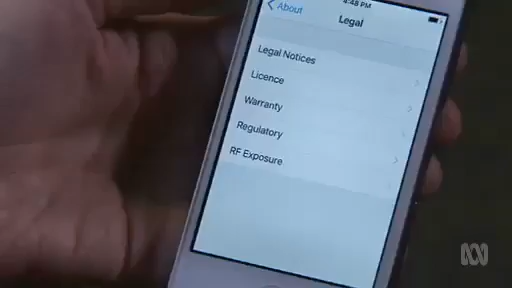 4:48 PM
About
Legal
Legal Notices
Licence
Warranty
Regulatory
RF Exposure